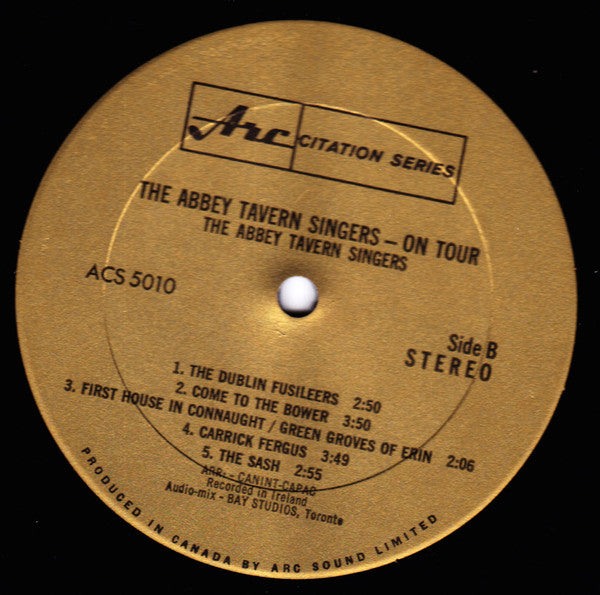 Arc CITATION SERIES
THE ABBEY TAVERN SINGERS – ON TOUR
THE ABBEY TAVERN SINGERS
ACS 5010
Side B
STEREO
1. THE DUBLIN FUSILEERS 2:50
2. COME TO THE BOWER 3:50
3. FIRST HOUSE IN CONNAUGHT / GREEN GROVES OF ERIN 2:06
4. CARRICK FERGUS 3:49
5. THE SASH 2:55
ARR: - CANINT-CAPAC
Recorded in Ireland
Audio-mix - BAY STUDIOS, Toronto
PRODUCED IN CANADA BY ARC SOUND LIMITED